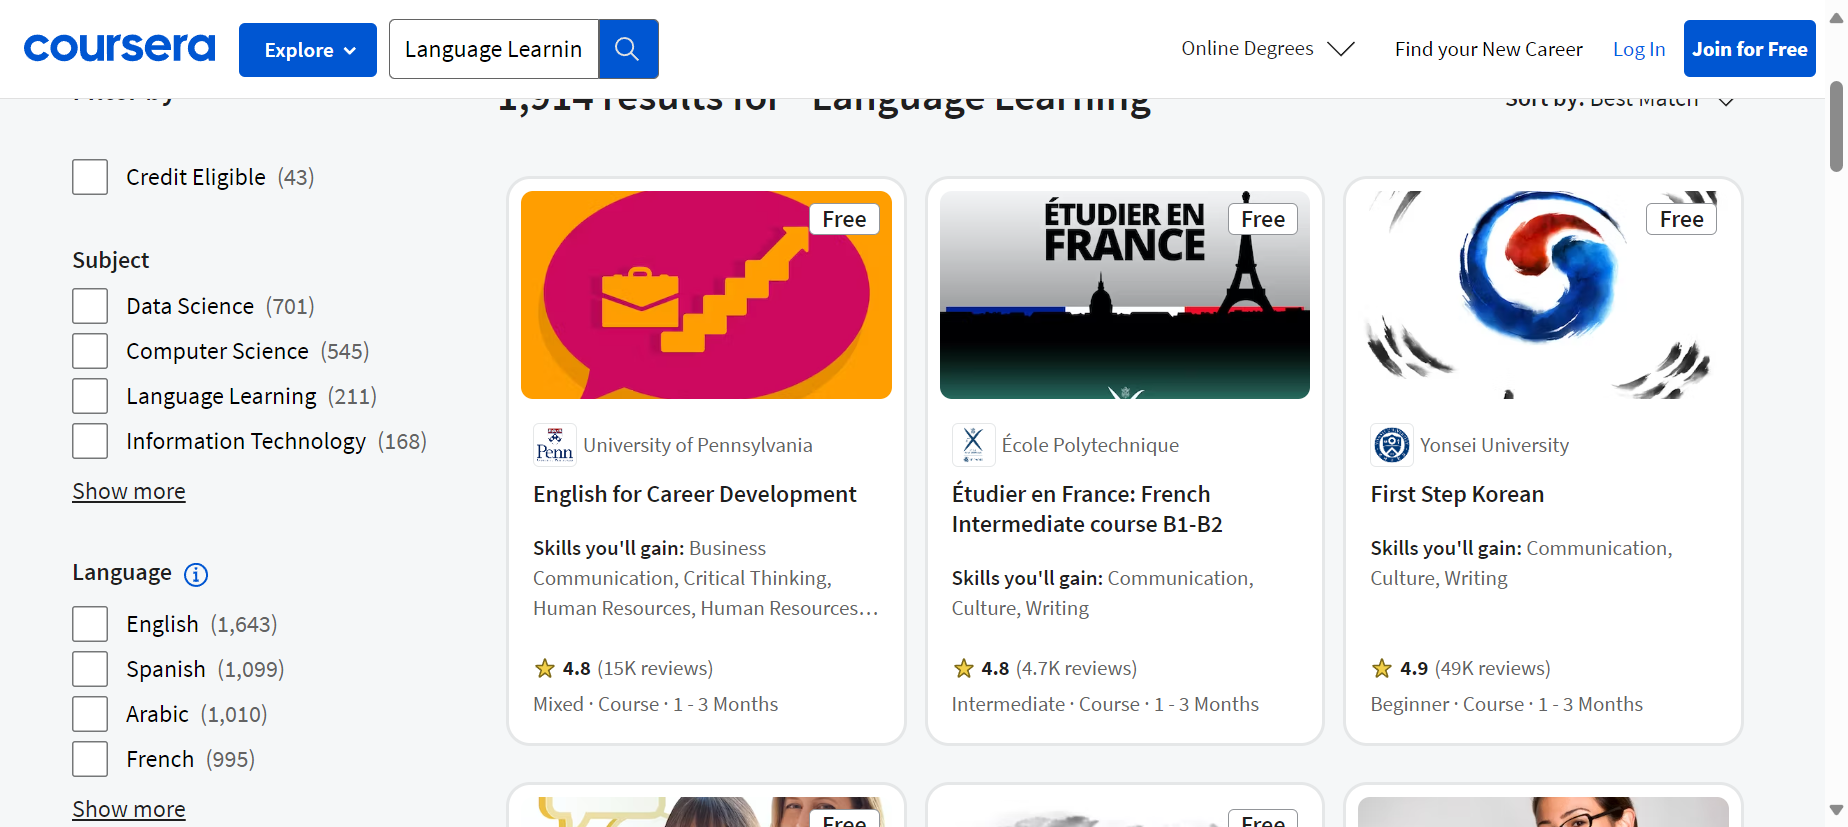 coursera
Explore
Language Learnin
Online Degrees
Find your New Career
Log In
Join for Free
Filter by
1,914 results for "Language Learning
Sort by: Best Match
Credit Eligible (43)
Subject
Data Science (701)
Computer Science (545)
Language Learning (211)
Information Technology (168)
Show more
Language
English (1,643)
Spanish (1,099)
Arabic (1,010)
French (995)
Show more
Free
Penn
University of Pennsylvania
English for Career Development
Skills you'll gain: Business
Communication, Critical Thinking,
Human Resources, Human Resources…
4.8 (15K reviews)
Mixed · Course · 1 - 3 Months
ÉTUDIER EN
FRANCE
Free
École Polytechnique
Étudier en France: French
Intermediate course B1-B2
Skills you'll gain: Communication,
Culture, Writing
4.8 (4.7K reviews)
Intermediate · Course · 1 - 3 Months
Free
Yonsei University
First Step Korean
Skills you'll gain: Communication,
Culture, Writing
4.9 (49K reviews)
Beginner · Course · 1 - 3 Months
Free
Free